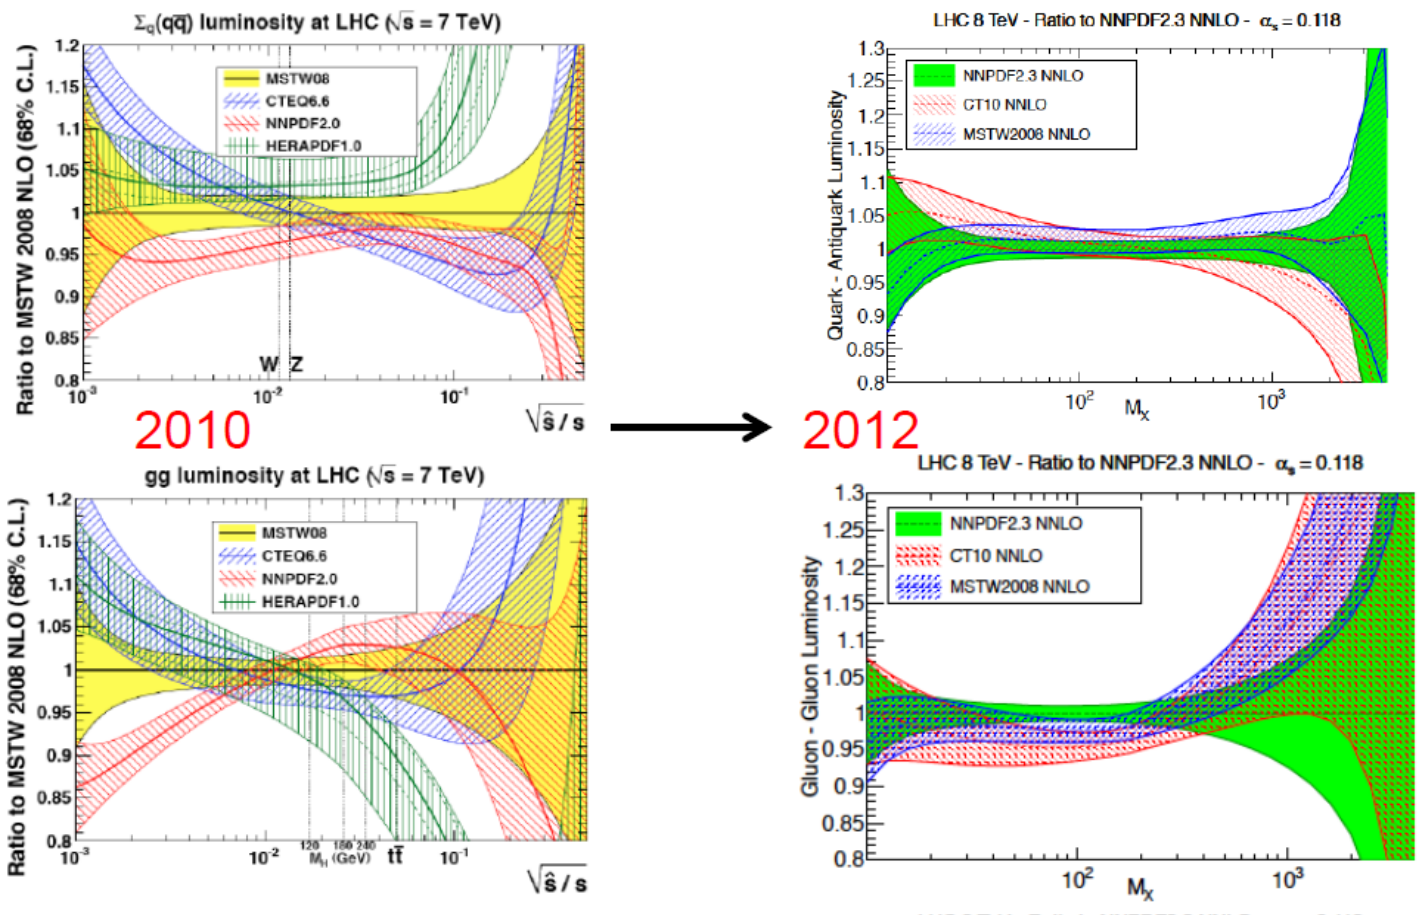 Σq(qq̅) luminosity at LHC (√s = 7 TeV)
Ratio to MSTW 2008 NLO (68% C.L.)
1.2
1.15
1.1
1.05
1
0.95
0.9
0.85
0.8
MSTW08
CTEQ6.6
NNPDF2.0
HERAPDF1.0
W Z
10⁻³ 10⁻² 10⁻¹
√ŝ / s
LHC 8 TeV - Ratio to NNPDF2.3 NNLO - αs = 0.118
Quark - Antiquark Luminosity
1.3
1.25
1.2
1.15
1.1
1.05
1
0.95
0.9
0.85
0.8
NNPDF2.3 NNLO
CT10 NNLO
MSTW2008 NNLO
10² 10³
MX
2010
2012
gg luminosity at LHC (√s = 7 TeV)
Ratio to MSTW 2008 NLO (68% C.L.)
1.2
1.15
1.1
1.05
1
0.95
0.9
0.85
0.8
MSTW08
CTEQ6.6
NNPDF2.0
HERAPDF1.0
120 180 240
MH (GeV) tt̅
10⁻³ 10⁻² 10⁻¹
√ŝ / s
LHC 8 TeV - Ratio to NNPDF2.3 NNLO - αs = 0.118
Gluon - Gluon Luminosity
1.3
1.25
1.2
1.15
1.1
1.05
1
0.95
0.9
0.85
0.8
NNPDF2.3 NNLO
CT10 NNLO
MSTW2008 NNLO
10² 10³
MX